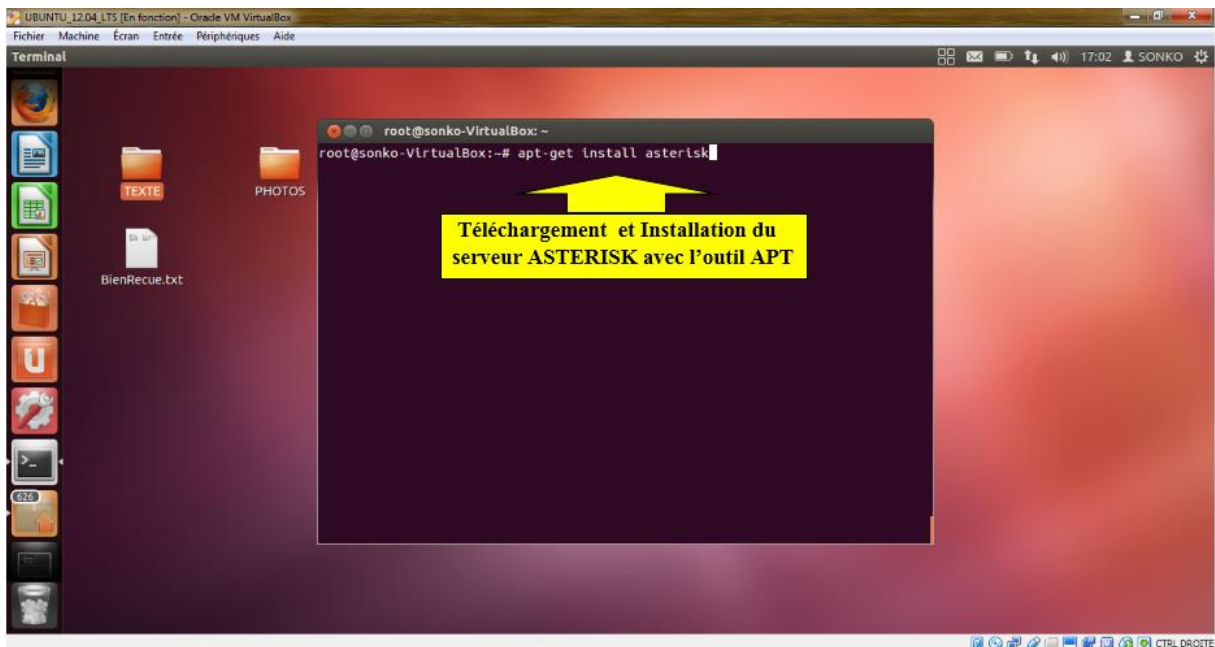 UBUNTU_12.04_LTS [En fonction] - Oracle VM VirtualBox
Fichier Machine Écran Entrée Périphériques Aide
Terminal 17:02 SONKO
root@sonko-VirtualBox: ~
root@sonko-VirtualBox:~# apt-get install asterisk
TEXTE PHOTOS
Téléchargement et Installation du
serveur ASTERISK avec l'outil APT
BienRecue.txt
626
CTRL DROITE